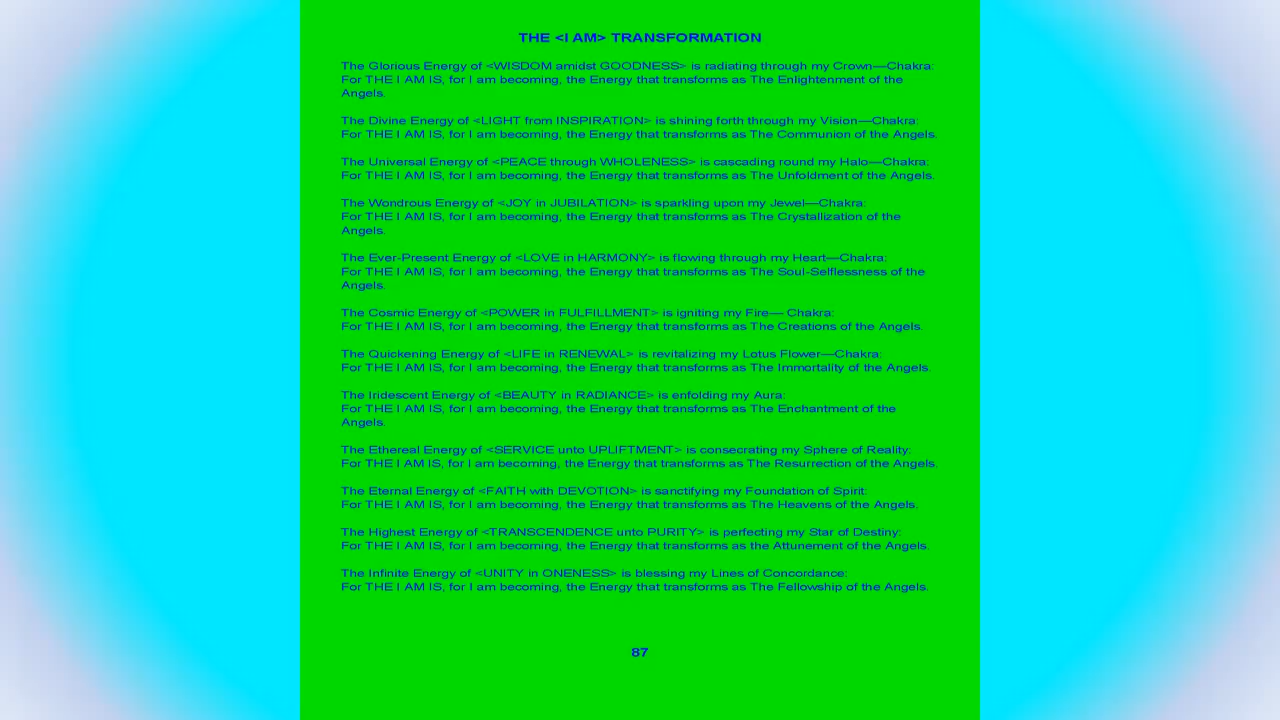 THE <I AM> TRANSFORMATION
The Glorious Energy of <WISDOM amidst GOODNESS> is radiating through my Crown—Chakra:
For THE I AM IS, for I am becoming, the Energy that transforms as The Enlightenment of the
Angels.
The Divine Energy of <LIGHT from INSPIRATION> is shining forth through my Vision—Chakra:
For THE I AM IS, for I am becoming, the Energy that transforms as The Communion of the Angels.
The Universal Energy of <PEACE through WHOLENESS> is cascading round my Halo—Chakra:
For THE I AM IS, for I am becoming, the Energy that transforms as The Unfoldment of the Angels.
The Wondrous Energy of <JOY in JUBILATION> is sparkling upon my Jewel—Chakra:
For THE I AM IS, for I am becoming, the Energy that transforms as The Crystallization of the
Angels.
The Ever-Present Energy of <LOVE in HARMONY> is flowing through my Heart—Chakra:
For THE I AM IS, for I am becoming, the Energy that transforms as The Soul-Selflessness of the
Angels.
The Cosmic Energy of <POWER in FULFILLMENT> is igniting my Fire— Chakra:
For THE I AM IS, for I am becoming, the Energy that transforms as The Creations of the Angels.
The Quickening Energy of <LIFE in RENEWAL> is revitalizing my Lotus Flower—Chakra:
For THE I AM IS, for I am becoming, the Energy that transforms as The Immortality of the Angels.
The Iridescent Energy of <BEAUTY in RADIANCE> is enfolding my Aura:
For THE I AM IS, for I am becoming, the Energy that transforms as The Enchantment of the
Angels.
The Ethereal Energy of <SERVICE unto UPLIFTMENT> is consecrating my Sphere of Reality:
For THE I AM IS, for I am becoming, the Energy that transforms as The Resurrection of the Angels.
The Eternal Energy of <FAITH with DEVOTION> is sanctifying my Foundation of Spirit:
For THE I AM IS, for I am becoming, the Energy that transforms as The Heavens of the Angels.
The Highest Energy of <TRANSCENDENCE unto PURITY> is perfecting my Star of Destiny:
For THE I AM IS, for I am becoming, the Energy that transforms as the Attunement of the Angels.
The Infinite Energy of <UNITY in ONENESS> is blessing my Lines of Concordance:
For THE I AM IS, for I am becoming, the Energy that transforms as The Fellowship of the Angels.
87